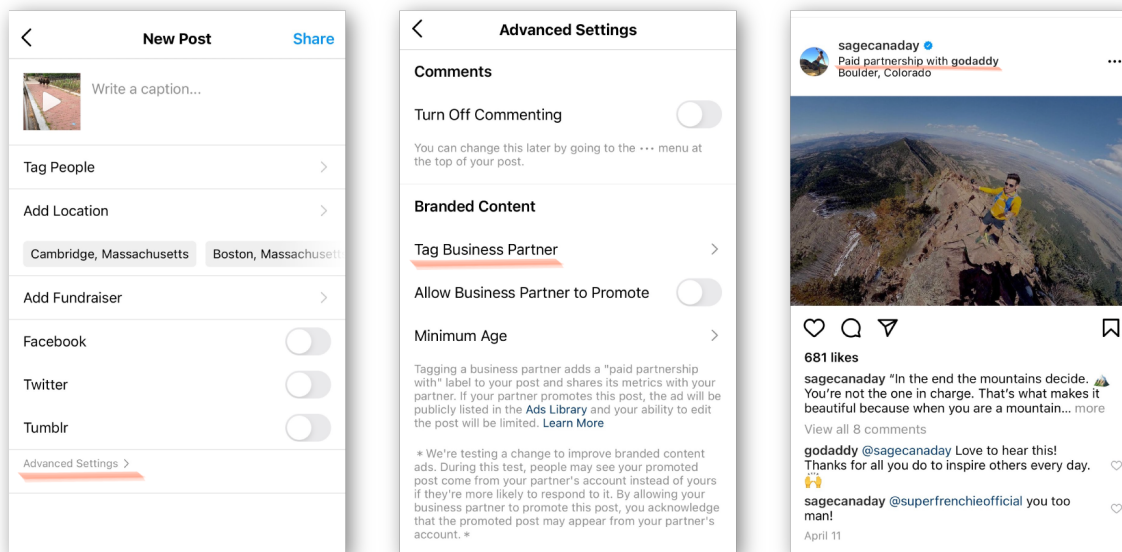 New Post
Share
Write a caption...
Tag People
Add Location
Cambridge, Massachusetts
Boston, Massachusett
Add Fundraiser
Facebook
Twitter
Tumblr
Advanced Settings
Advanced Settings
Comments
Turn Off Commenting
You can change this later by going to the ••• menu at
the top of your post.
Branded Content
Tag Business Partner
Allow Business Partner to Promote
Minimum Age
Tagging a business partner adds a "paid partnership
with" label to your post and shares its metrics with your
partner. If your partner promotes this post, the ad will be
publicly listed in the Ads Library and your ability to edit
the post will be limited. Learn More
* We're testing a change to improve branded content
ads. During this test, people may see your promoted
post come from your partner's account instead of yours
if they're more likely to respond to it. By allowing your
business partner to promote this post, you acknowledge
that the promoted post may appear from your partner's
account. *
sagecanaday
Paid partnership with godaddy
Boulder, Colorado
681 likes
sagecanaday “In the end the mountains decide. ⛰️
You're not the one in charge. That's what makes it
beautiful because when you are a mountain... more
View all 8 comments
godaddy @sagecanaday Love to hear this!
Thanks for all you do to inspire others every day.
🙌
sagecanaday @superfrenchieofficial you too
man!
April 11